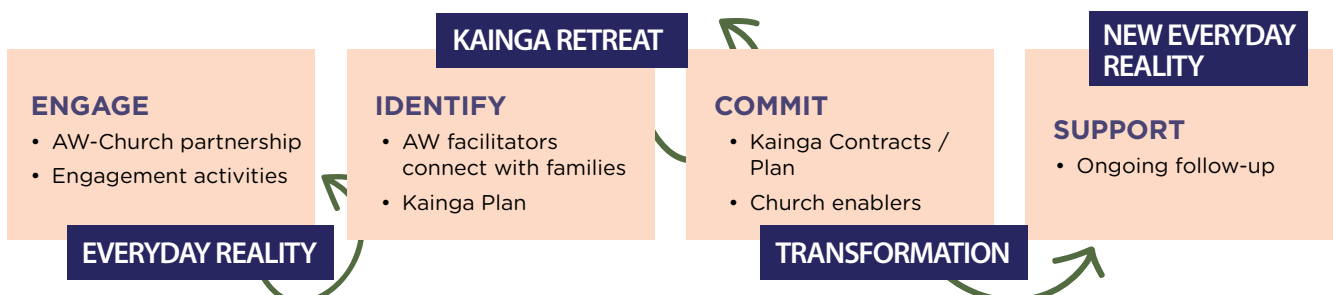 ENGAGE
• AW-Church partnership
• Engagement activities
EVERYDAY REALITY
KAINGA RETREAT
IDENTIFY
• AW facilitators
connect with families
• Kainga Plan
COMMIT
• Kainga Contracts /
Plan
• Church enablers
TRANSFORMATION
NEW EVERYDAY
REALITY
SUPPORT
• Ongoing follow-up